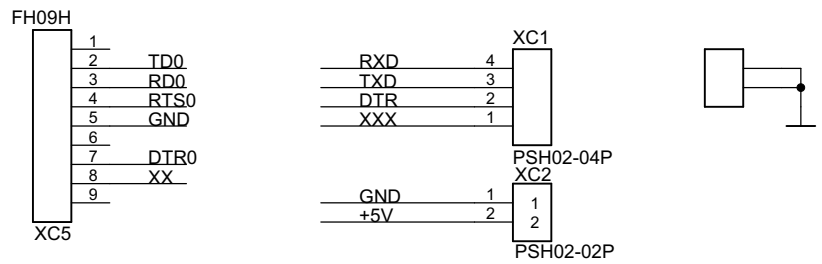 FH09H
1
2 TD0
3 RD0
4 RTS0
5 GND
6
7 DTR0
8 XX
9
XC5
XC1
RXD 4
TXD 3
DTR 2
XXX 1
PSH02-04P
XC2
GND 1 1
+5V 2 2
PSH02-02P